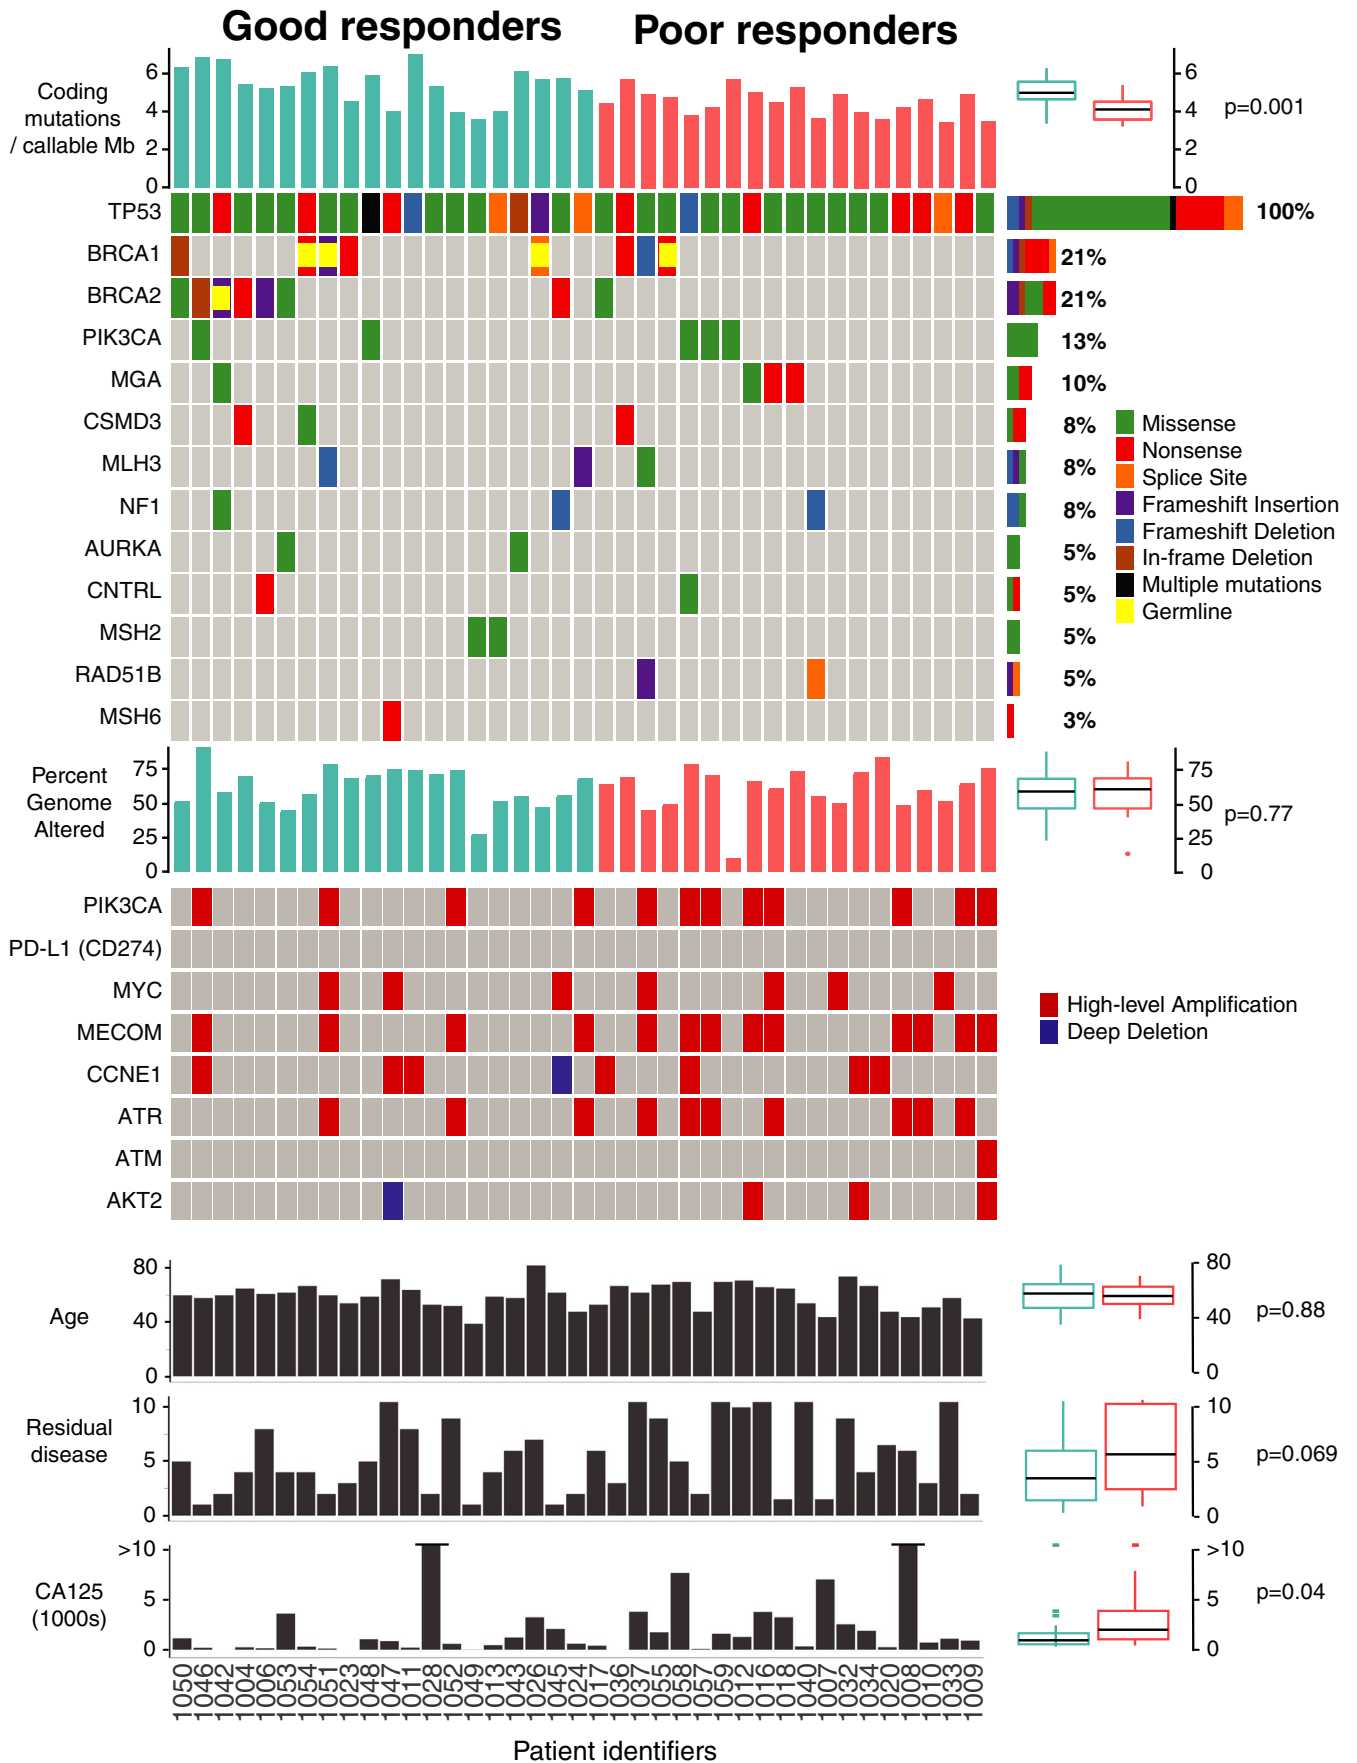 Good responders
Poor responders
Coding
mutations
/ callable Mb
6
4
2
0
6
4
2
0
p=0.001
TP53
100%
BRCA1
21%
BRCA2
21%
PIK3CA
13%
MGA
10%
CSMD3
8%
MLH3
8%
NF1
8%
AURKA
5%
CNTRL
5%
MSH2
5%
RAD51B
5%
MSH6
3%
Missense
Nonsense
Splice Site
Frameshift Insertion
Frameshift Deletion
In-frame Deletion
Multiple mutations
Germline
Percent
Genome
Altered
75
50
25
0
75
50
25
0
p=0.77
PIK3CA
PD-L1 (CD274)
MYC
MECOM
CCNE1
ATR
ATM
AKT2
High-level Amplification
Deep Deletion
Age
80
40
0
80
40
0
p=0.88
Residual
disease
10
5
0
10
5
0
p=0.069
CA125
(1000s)
>10
5
0
>10
5
0
p=0.04
1050
1046
1042
1004
1006
1053
1054
1051
1023
1048
1047
1011
1028
1052
1049
1013
1043
1026
1045
1024
1017
1036
1037
1055
1058
1057
1059
1012
1016
1018
1040
1007
1032
1034
1020
1008
1010
1033
1009
Patient identifiers